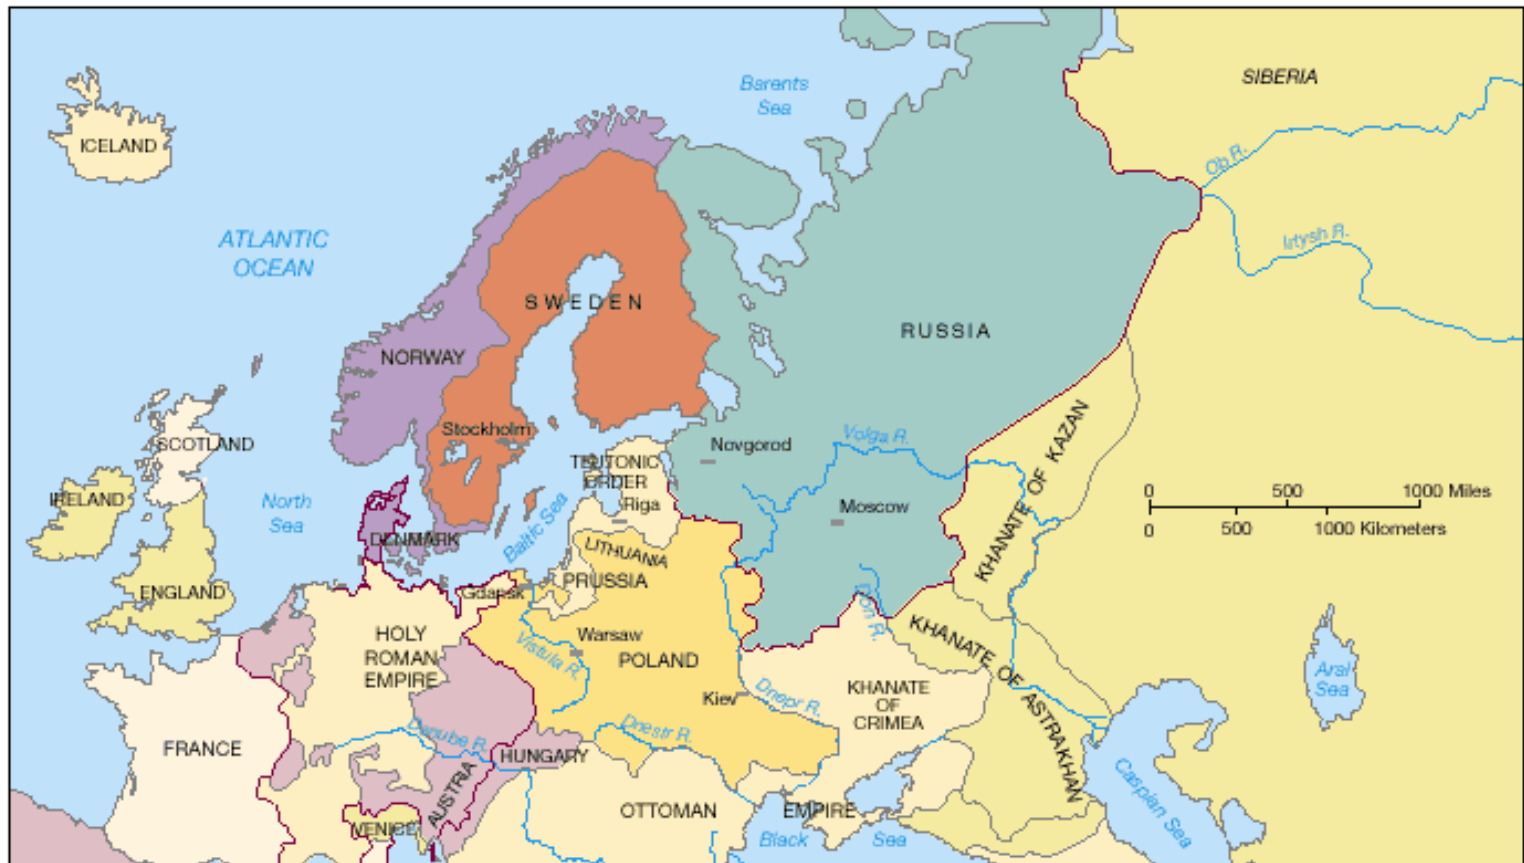 Barents
Sea
SIBERIA
ICELAND
Ob R.
Irtysh R.
ATLANTIC
OCEAN
SWEDEN
RUSSIA
NORWAY
Stockholm
SCOTLAND
Novgorod
Volga R.
KHANATE OF KAZAN
TEUTONIC
ORDER
Riga
IRELAND
North
Sea
Baltic Sea
Moscow
0 500 1000 Miles
0 500 1000 Kilometers
DENMARK
LITHUANIA
PRUSSIA
ENGLAND
Gdansk
Don R.
HOLY
ROMAN
EMPIRE
Warsaw
Vistula R.
POLAND
KHANATE OF ASTRAKHAN
Aral
Sea
Kiev
Dnepr R.
KHANATE
OF
CRIMEA
FRANCE
Danube R.
Dnestr R.
HUNGARY
AUSTRIA
OTTOMAN EMPIRE
VENICE
Black Sea
Caspian Sea